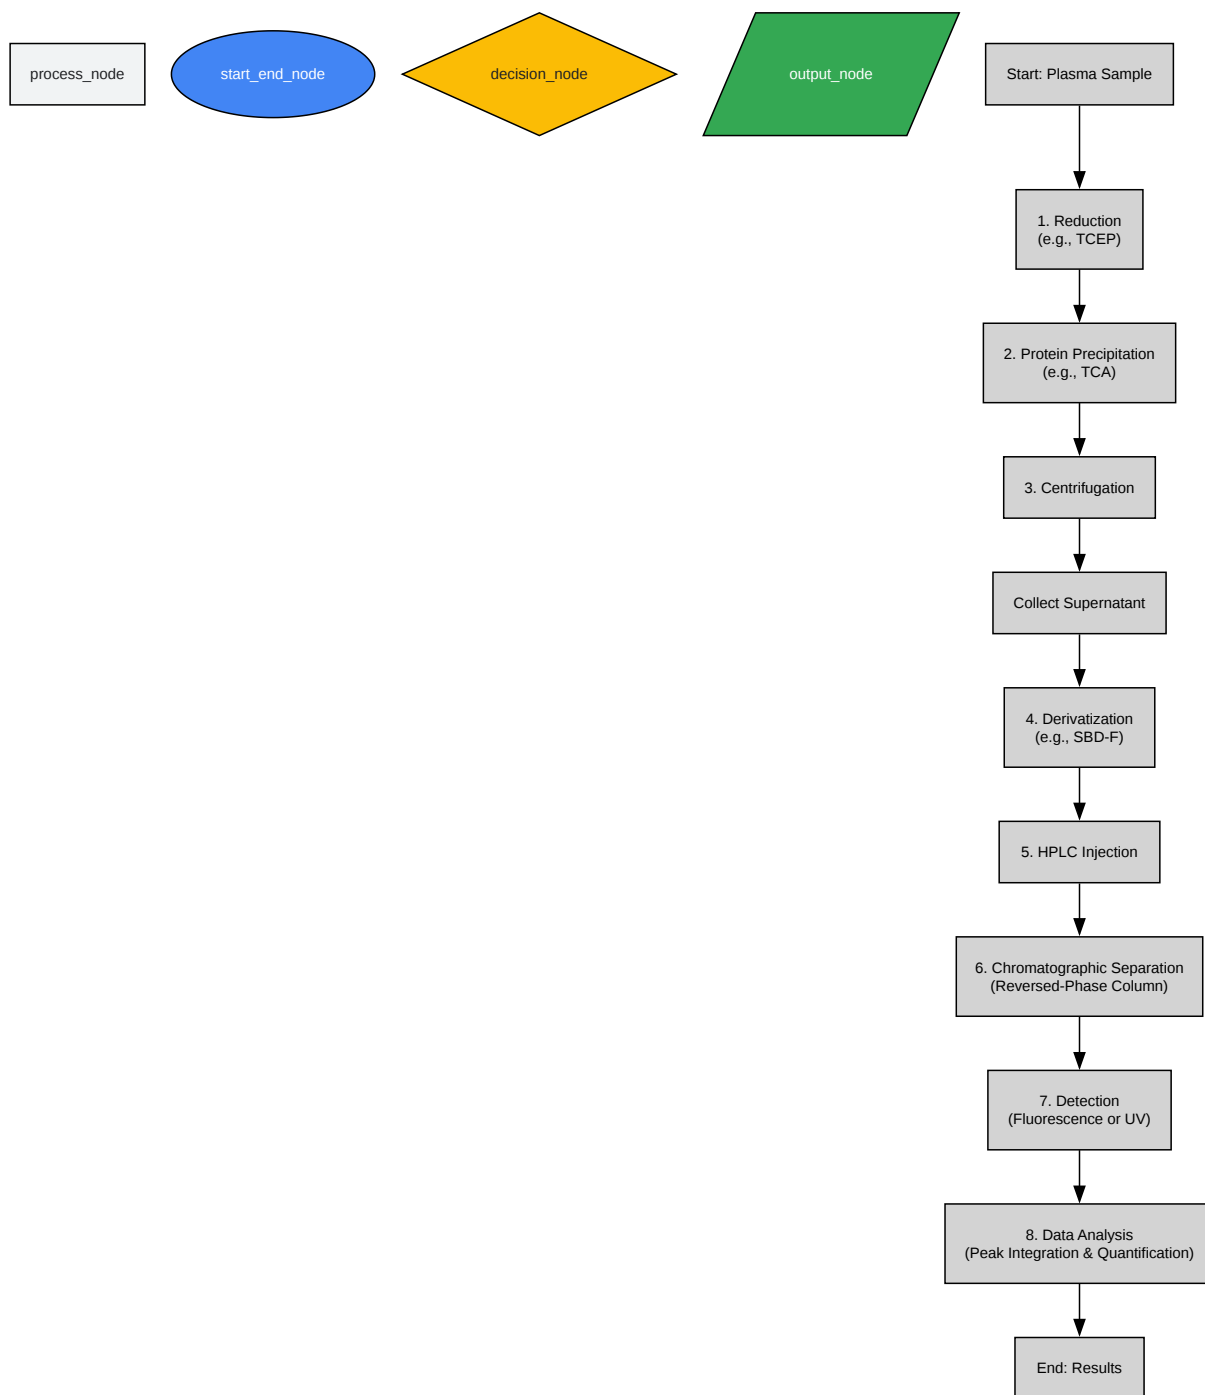 process_node
start_end_node
decision_node
output_node
Start: Plasma Sample
1. Reduction
(e.g., TCEP)
2. Protein Precipitation
(e.g., TCA)
3. Centrifugation
Collect Supernatant
4. Derivatization
(e.g., SBD-F)
5. HPLC Injection
6. Chromatographic Separation
(Reversed-Phase Column)
7. Detection
(Fluorescence or UV)
8. Data Analysis
(Peak Integration & Quantification)
End: Results